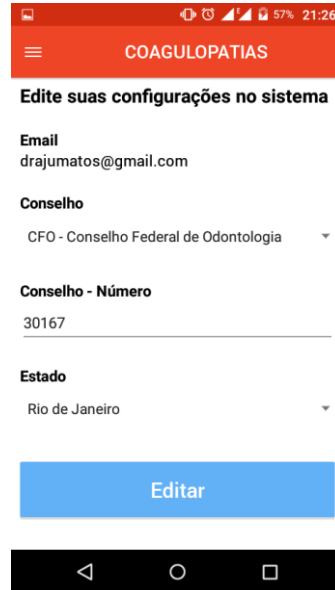 57% 21:26
COAGULOPATIAS
Edite suas configurações no sistema
Email
drajumatos@gmail.com
Conselho
CFO - Conselho Federal de Odontologia
Conselho - Número
30167
Estado
Rio de Janeiro
Editar